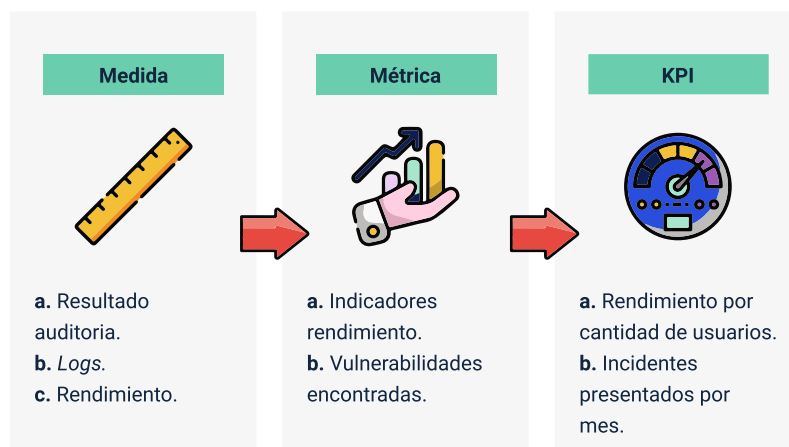 Medida
a. Resultado
auditoria.
b. Logs.
c. Rendimiento.
Métrica
a. Indicadores
rendimiento.
b. Vulnerabilidades
encontradas.
KPI
a. Rendimiento por
cantidad de usuarios.
b. Incidentes
presentados por
mes.